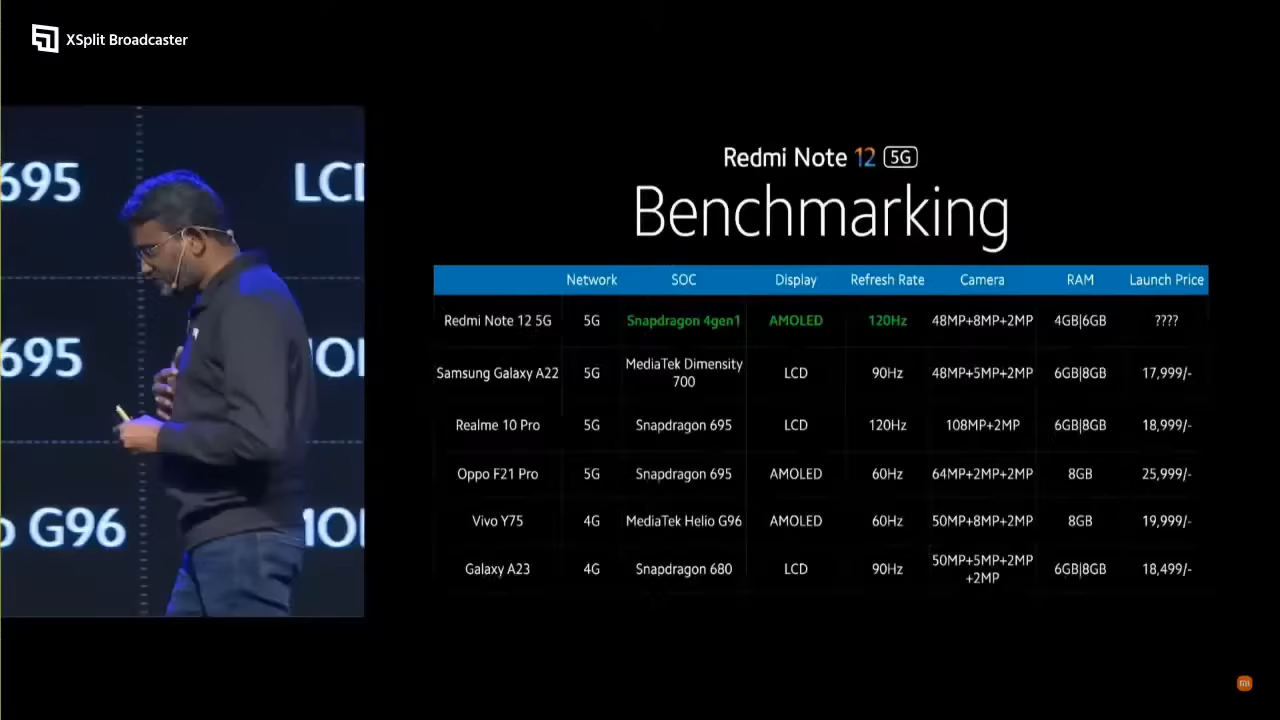 XSplit Broadcaster
695
LCD
695
G96
Redmi Note 12 5G
Benchmarking
Network SOC Display Refresh Rate Camera RAM Launch Price
Redmi Note 12 5G 5G Snapdragon 4gen1 AMOLED 120Hz 48MP+8MP+2MP 4GB|6GB ????
Samsung Galaxy A22 5G MediaTek Dimensity
700 LCD 90Hz 48MP+5MP+2MP 6GB|8GB 17,999/-
Realme 10 Pro 5G Snapdragon 695 LCD 120Hz 108MP+2MP 6GB|8GB 18,999/-
Oppo F21 Pro 5G Snapdragon 695 AMOLED 60Hz 64MP+2MP+2MP 8GB 25,999/-
Vivo Y75 4G MediaTek Helio G96 AMOLED 60Hz 50MP+8MP+2MP 8GB 19,999/-
Galaxy A23 4G Snapdragon 680 LCD 90Hz 50MP+5MP+2MP
+2MP 6GB|8GB 18,499/-
mi